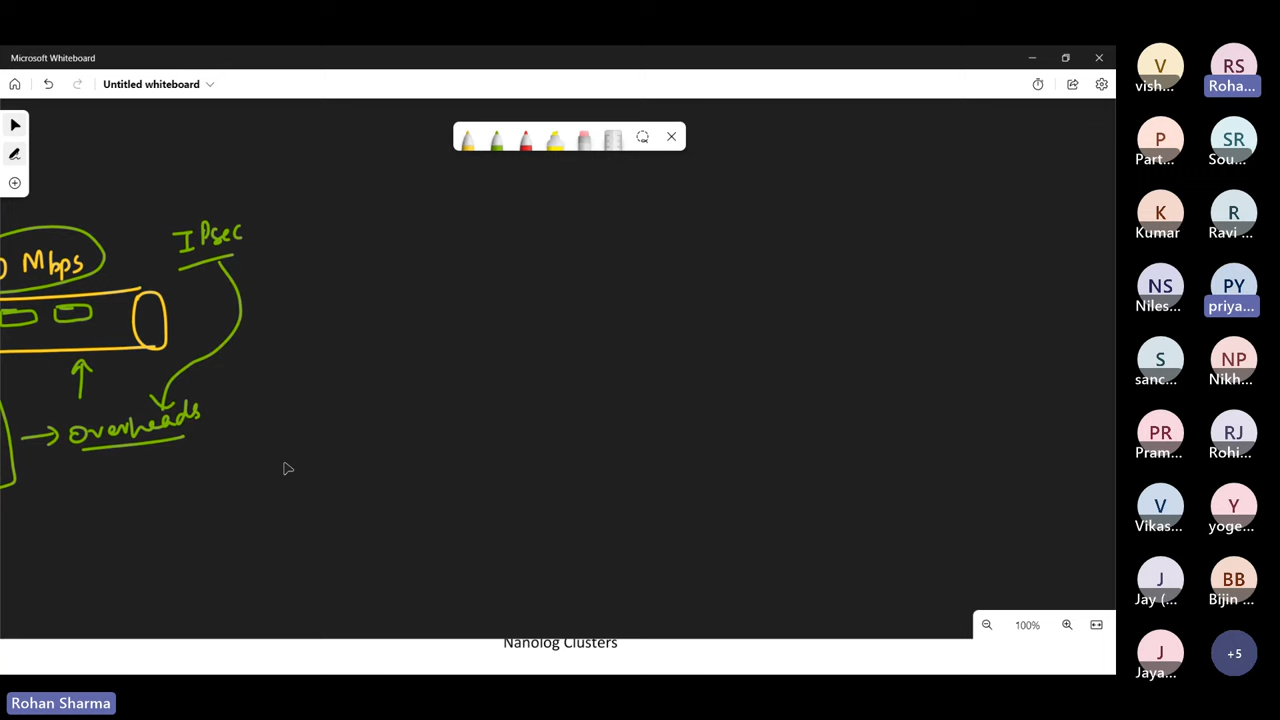 Microsoft Whiteboard
Untitled whiteboard
IPsec
Mbps
Overheads
100%
Nanolog Clusters
Rohan Sharma
V
vish...
RS
Roha...
P
Part...
SR
Sou...
K
Kumar
R
Ravi ...
NS
Niles...
PY
priya...
S
sanc...
NP
Nikh...
PR
Pram...
RJ
Rohi...
V
Vikas...
Y
yoge...
J
Jay (...
BB
Bijin ...
J
Jaya...
+5